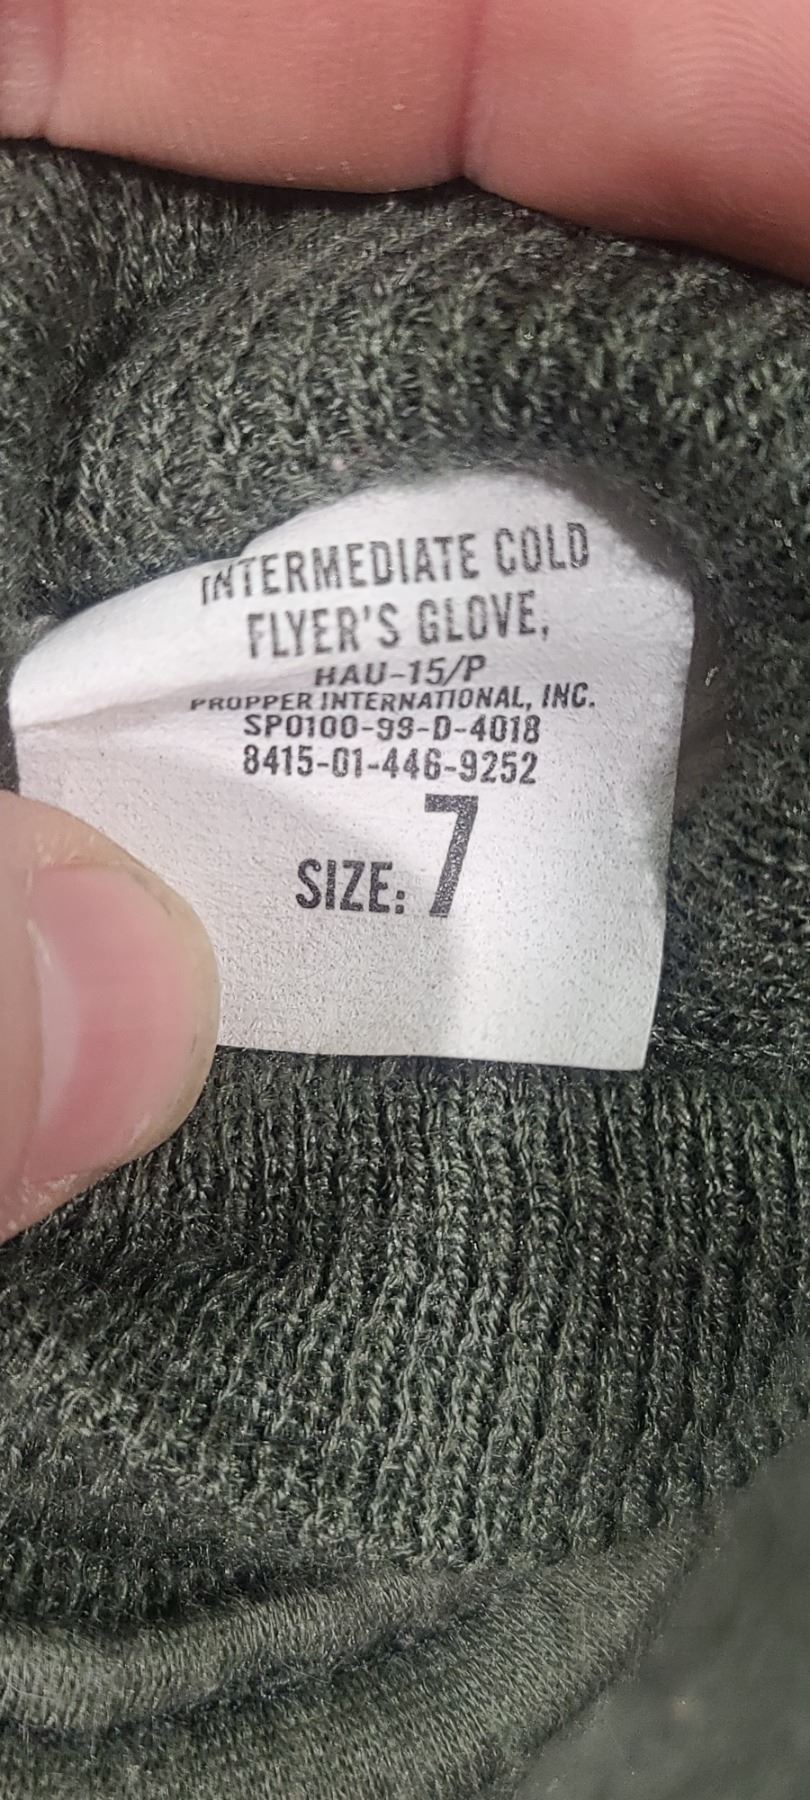 INTERMEDIATE COLD
FLYER'S GLOVE,
HAU-15/P
PROPPER INTERNATIONAL, INC.
SP0100-99-D-4018
8415-01-446-9252
SIZE: 7